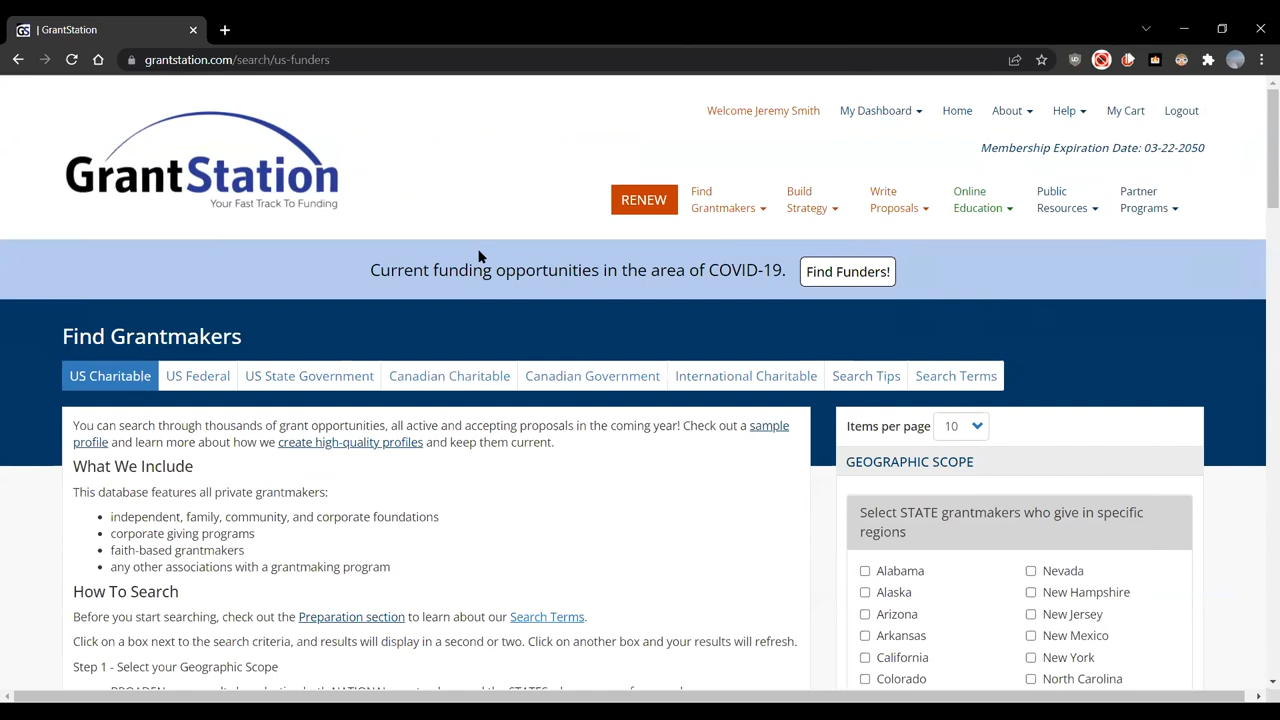 | GrantStation
grantstation.com/search/us-funders
Welcome Jeremy Smith My Dashboard Home About Help My Cart Logout
Membership Expiration Date: 03-22-2050
GrantStation
Your Fast Track To Funding
RENEW
Find Grantmakers
Build Strategy
Write Proposals
Online Education
Public Resources
Partner Programs
Current funding opportunities in the area of COVID-19. Find Funders!
Find Grantmakers
US Charitable US Federal US State Government Canadian Charitable Canadian Government International Charitable Search Tips Search Terms
You can search through thousands of grant opportunities, all active and accepting proposals in the coming year! Check out a sample
profile and learn more about how we create high-quality profiles and keep them current.
What We Include
This database features all private grantmakers:
independent, family, community, and corporate foundations
corporate giving programs
faith-based grantmakers
any other associations with a grantmaking program
How To Search
Before you start searching, check out the Preparation section to learn about our Search Terms.
Click on a box next to the search criteria, and results will display in a second or two. Click on another box and your results will refresh.
Step 1 - Select your Geographic Scope
Items per page 10
GEOGRAPHIC SCOPE
Select STATE grantmakers who give in specific
regions
Alabama Nevada
Alaska New Hampshire
Arizona New Jersey
Arkansas New Mexico
California New York
Colorado North Carolina